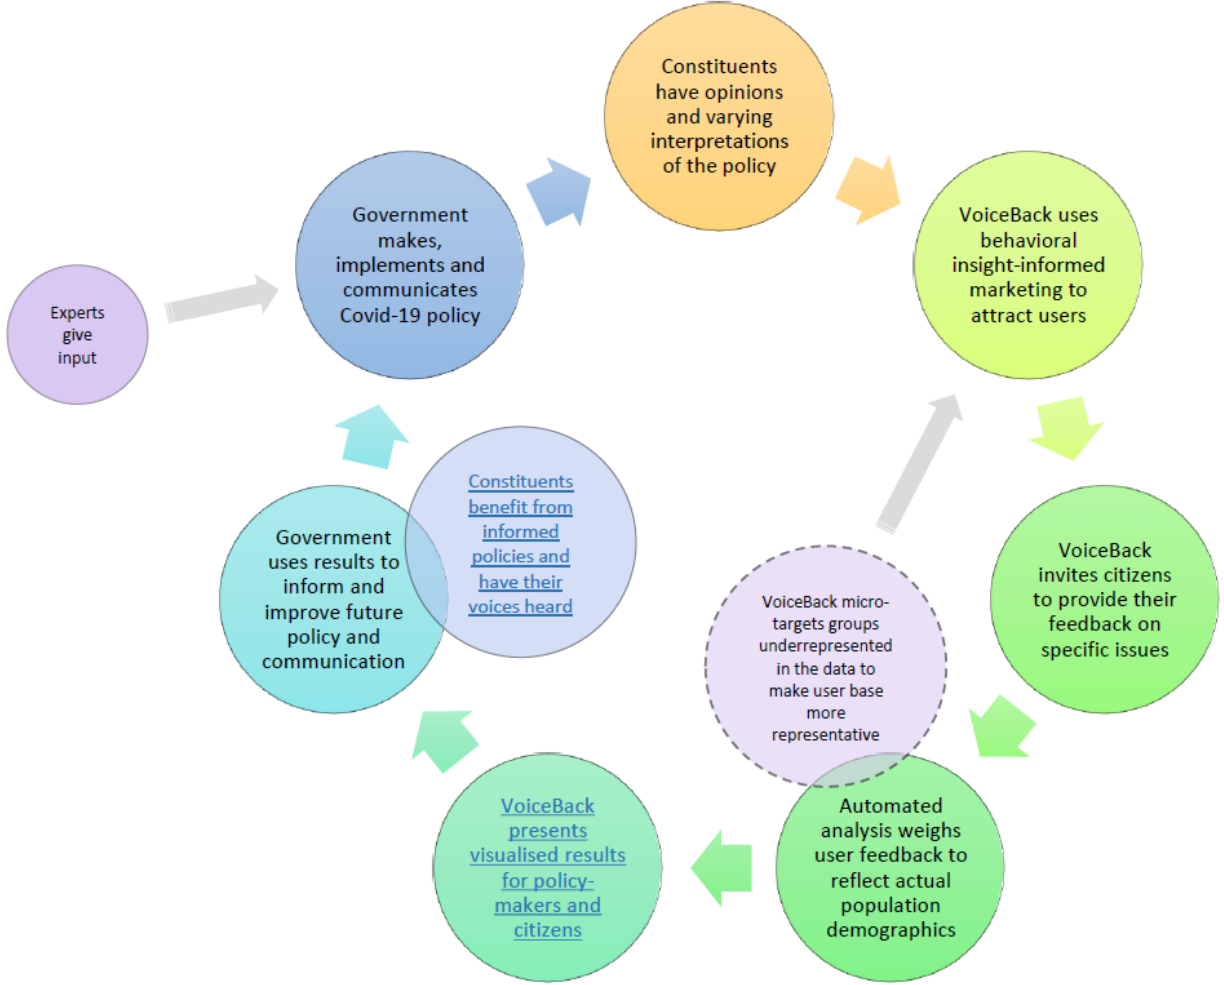 Constituents
have opinions
and varying
interpretations
of the policy
VoiceBack uses
behavioral
insight-informed
marketing to
attract users
VoiceBack
invites citizens
to provide their
feedback on
specific issues
Automated
analysis weighs
user feedback to
reflect actual
population
demographics
VoiceBack micro-
targets groups
underrepresented
in the data to
make user base
more
representative
VoiceBack
presents
visualised results
for policy-
makers and
citizens
Government
uses results to
inform and
improve future
policy and
communication
Constituents
benefit from
informed
policies and
have their
voices heard
Government
makes,
implements and
communicates
Covid-19 policy
Experts
give
input